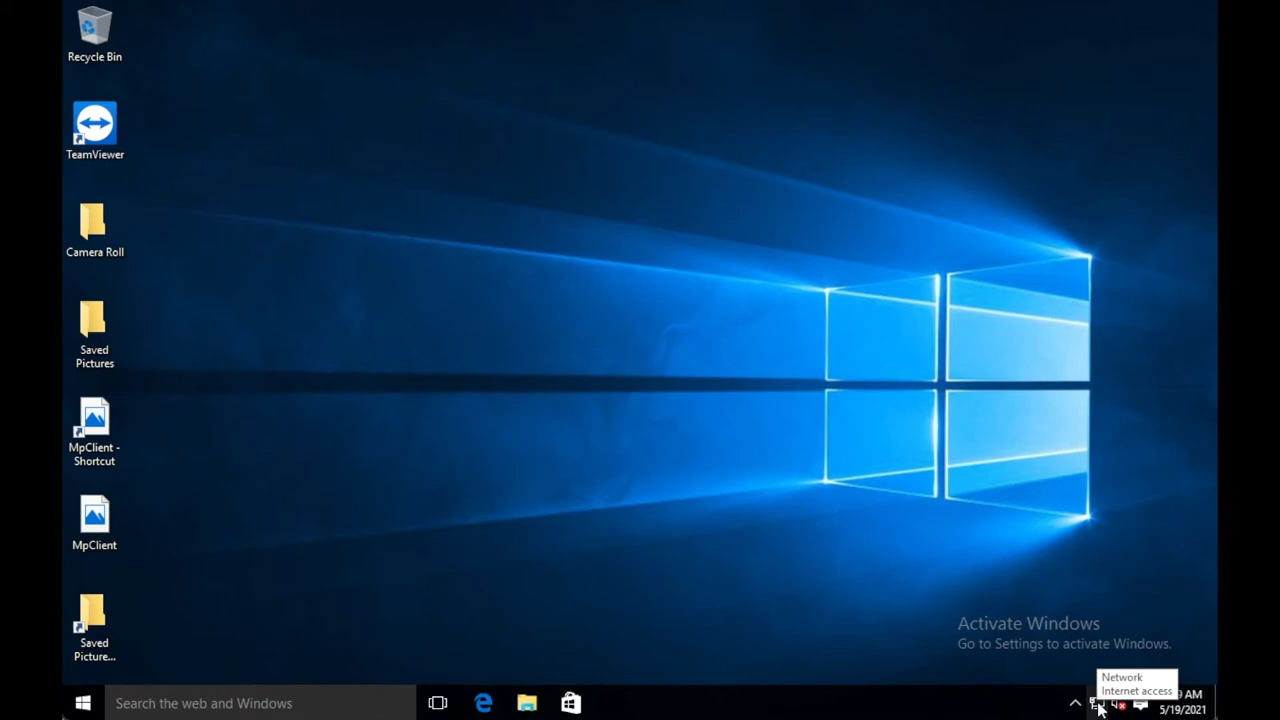 Recycle Bin
TeamViewer
Camera Roll
Saved
Pictures
MpClient -
Shortcut
MpClient
Saved
Picture...
Activate Windows
Go to Settings to activate Windows.
Network
Internet access
Search the web and Windows
9 AM
5/19/2021